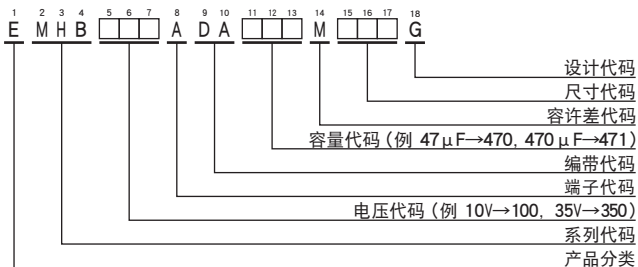 1 2 3 4 5 6 7 8 9 10 11 12 13 14 15 16 17 18
E M H B □□□ A D A □□□ M □□□ G
设计代码
尺寸代码
容许差代码
容量代码（例 47μF→470, 470μF→471）
编带代码
端子代码
电压代码（例 10V→100, 35V→350）
系列代码
产品分类